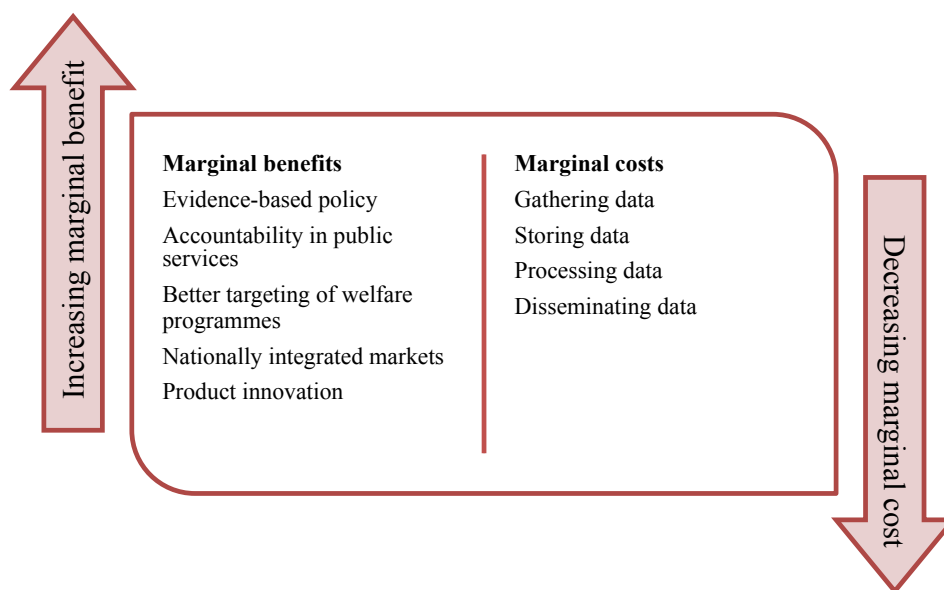 Increasing marginal benefit
Marginal benefits
Evidence-based policy
Accountability in public
services
Better targeting of welfare
programmes
Nationally integrated markets
Product innovation
Marginal costs
Gathering data
Storing data
Processing data
Disseminating data
Decreasing marginal cost